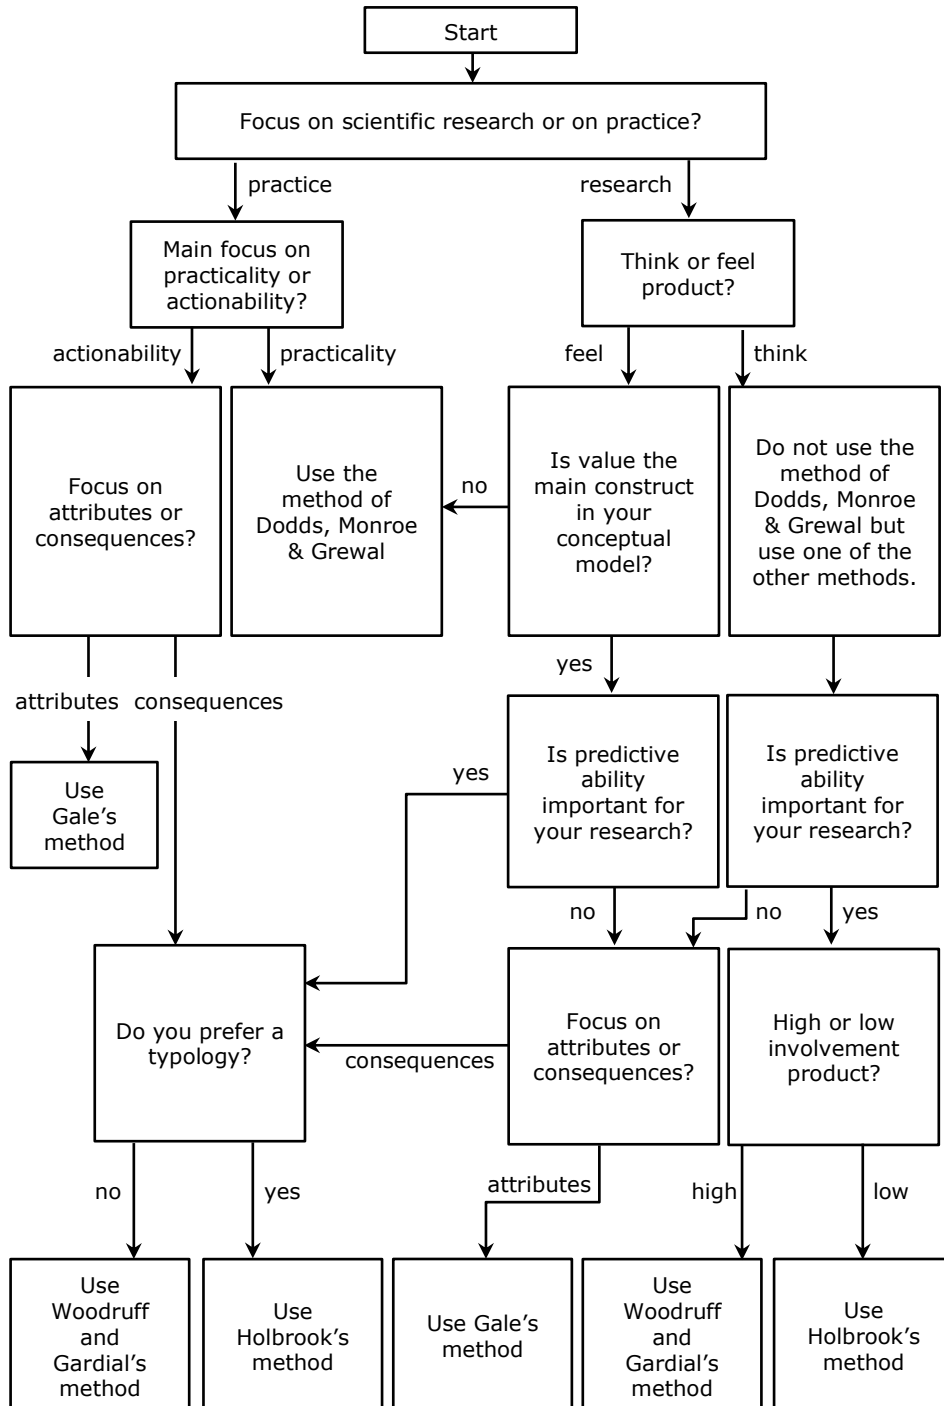 Start
Focus on scientific research or on practice?
practice
research
Main focus on
practicality or
actionability?
Think or feel
product?
actionability
practicality
feel
think
Focus on
attributes or
consequences?
Use the
method of
Dodds, Monroe
& Grewal
no
Is value the
main construct
in your
conceptual
model?
Do not use the
method of
Dodds, Monroe
& Grewal but
use one of the
other methods.
yes
attributes
consequences
Use
Gale's
method
yes
Is predictive
ability
important for
your research?
Is predictive
ability
important for
your research?
no
no
yes
Do you prefer a
typology?
consequences
Focus on
attributes or
consequences?
High or low
involvement
product?
no
yes
attributes
high
low
Use
Woodruff
and
Gardial's
method
Use
Holbrook's
method
Use Gale's
method
Use
Woodruff
and
Gardial's
method
Use
Holbrook's
method